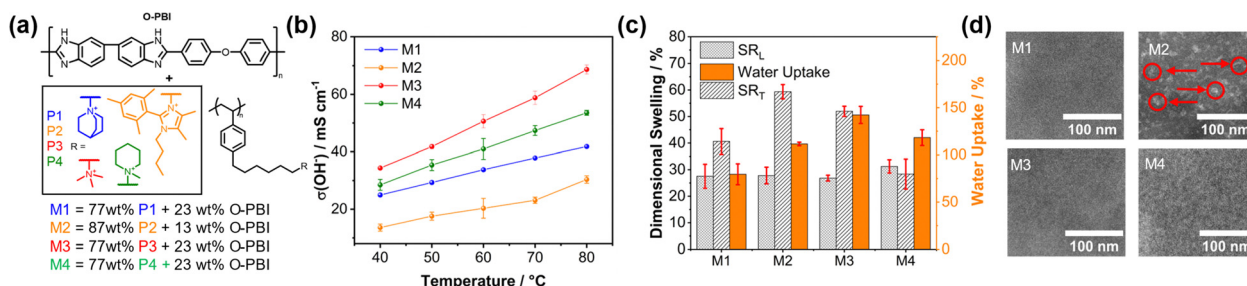 (a)
O-PBI
H
N
N
H
N
N
O
n
+
P1
P2
R =
P3
P4
N+
N+
N
N+
N+
n
R
M1 = 77wt% P1 + 23 wt% O-PBI
M2 = 87wt% P2 + 13 wt% O-PBI
M3 = 77wt% P3 + 23 wt% O-PBI
M4 = 77wt% P4 + 23 wt% O-PBI
(b)
80
60
40
20
σ(OH-) / mS cm-1
M1
M2
M3
M4
40 50 60 70 80
Temperature / °C
(c)
80
70
60
50
40
30
20
10
0
Dimensional Swelling / %
SRL
Water Uptake
SRT
200
150
100
50
0
Water Uptake / %
M1 M2 M3 M4
(d)
M1
100 nm
M2
100 nm
M3
100 nm
M4
100 nm